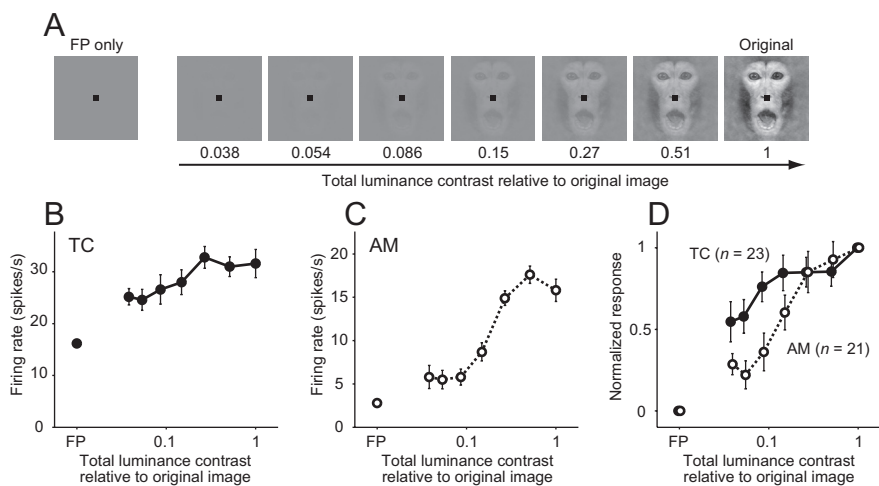 A
FP only
Original
0.038 0.054 0.086 0.15 0.27 0.51 1
Total luminance contrast relative to original image
B
TC
Firing rate (spikes/s)
30
20
10
0
FP 0.1 1
Total luminance contrast
relative to original image
C
AM
Firing rate (spikes/s)
20
15
10
5
0
FP 0.1 1
Total luminance contrast
relative to original image
D
TC (n = 23)
AM (n = 21)
Normalized response
1
0.5
0
FP 0.1 1
Total luminance contrast
relative to original image